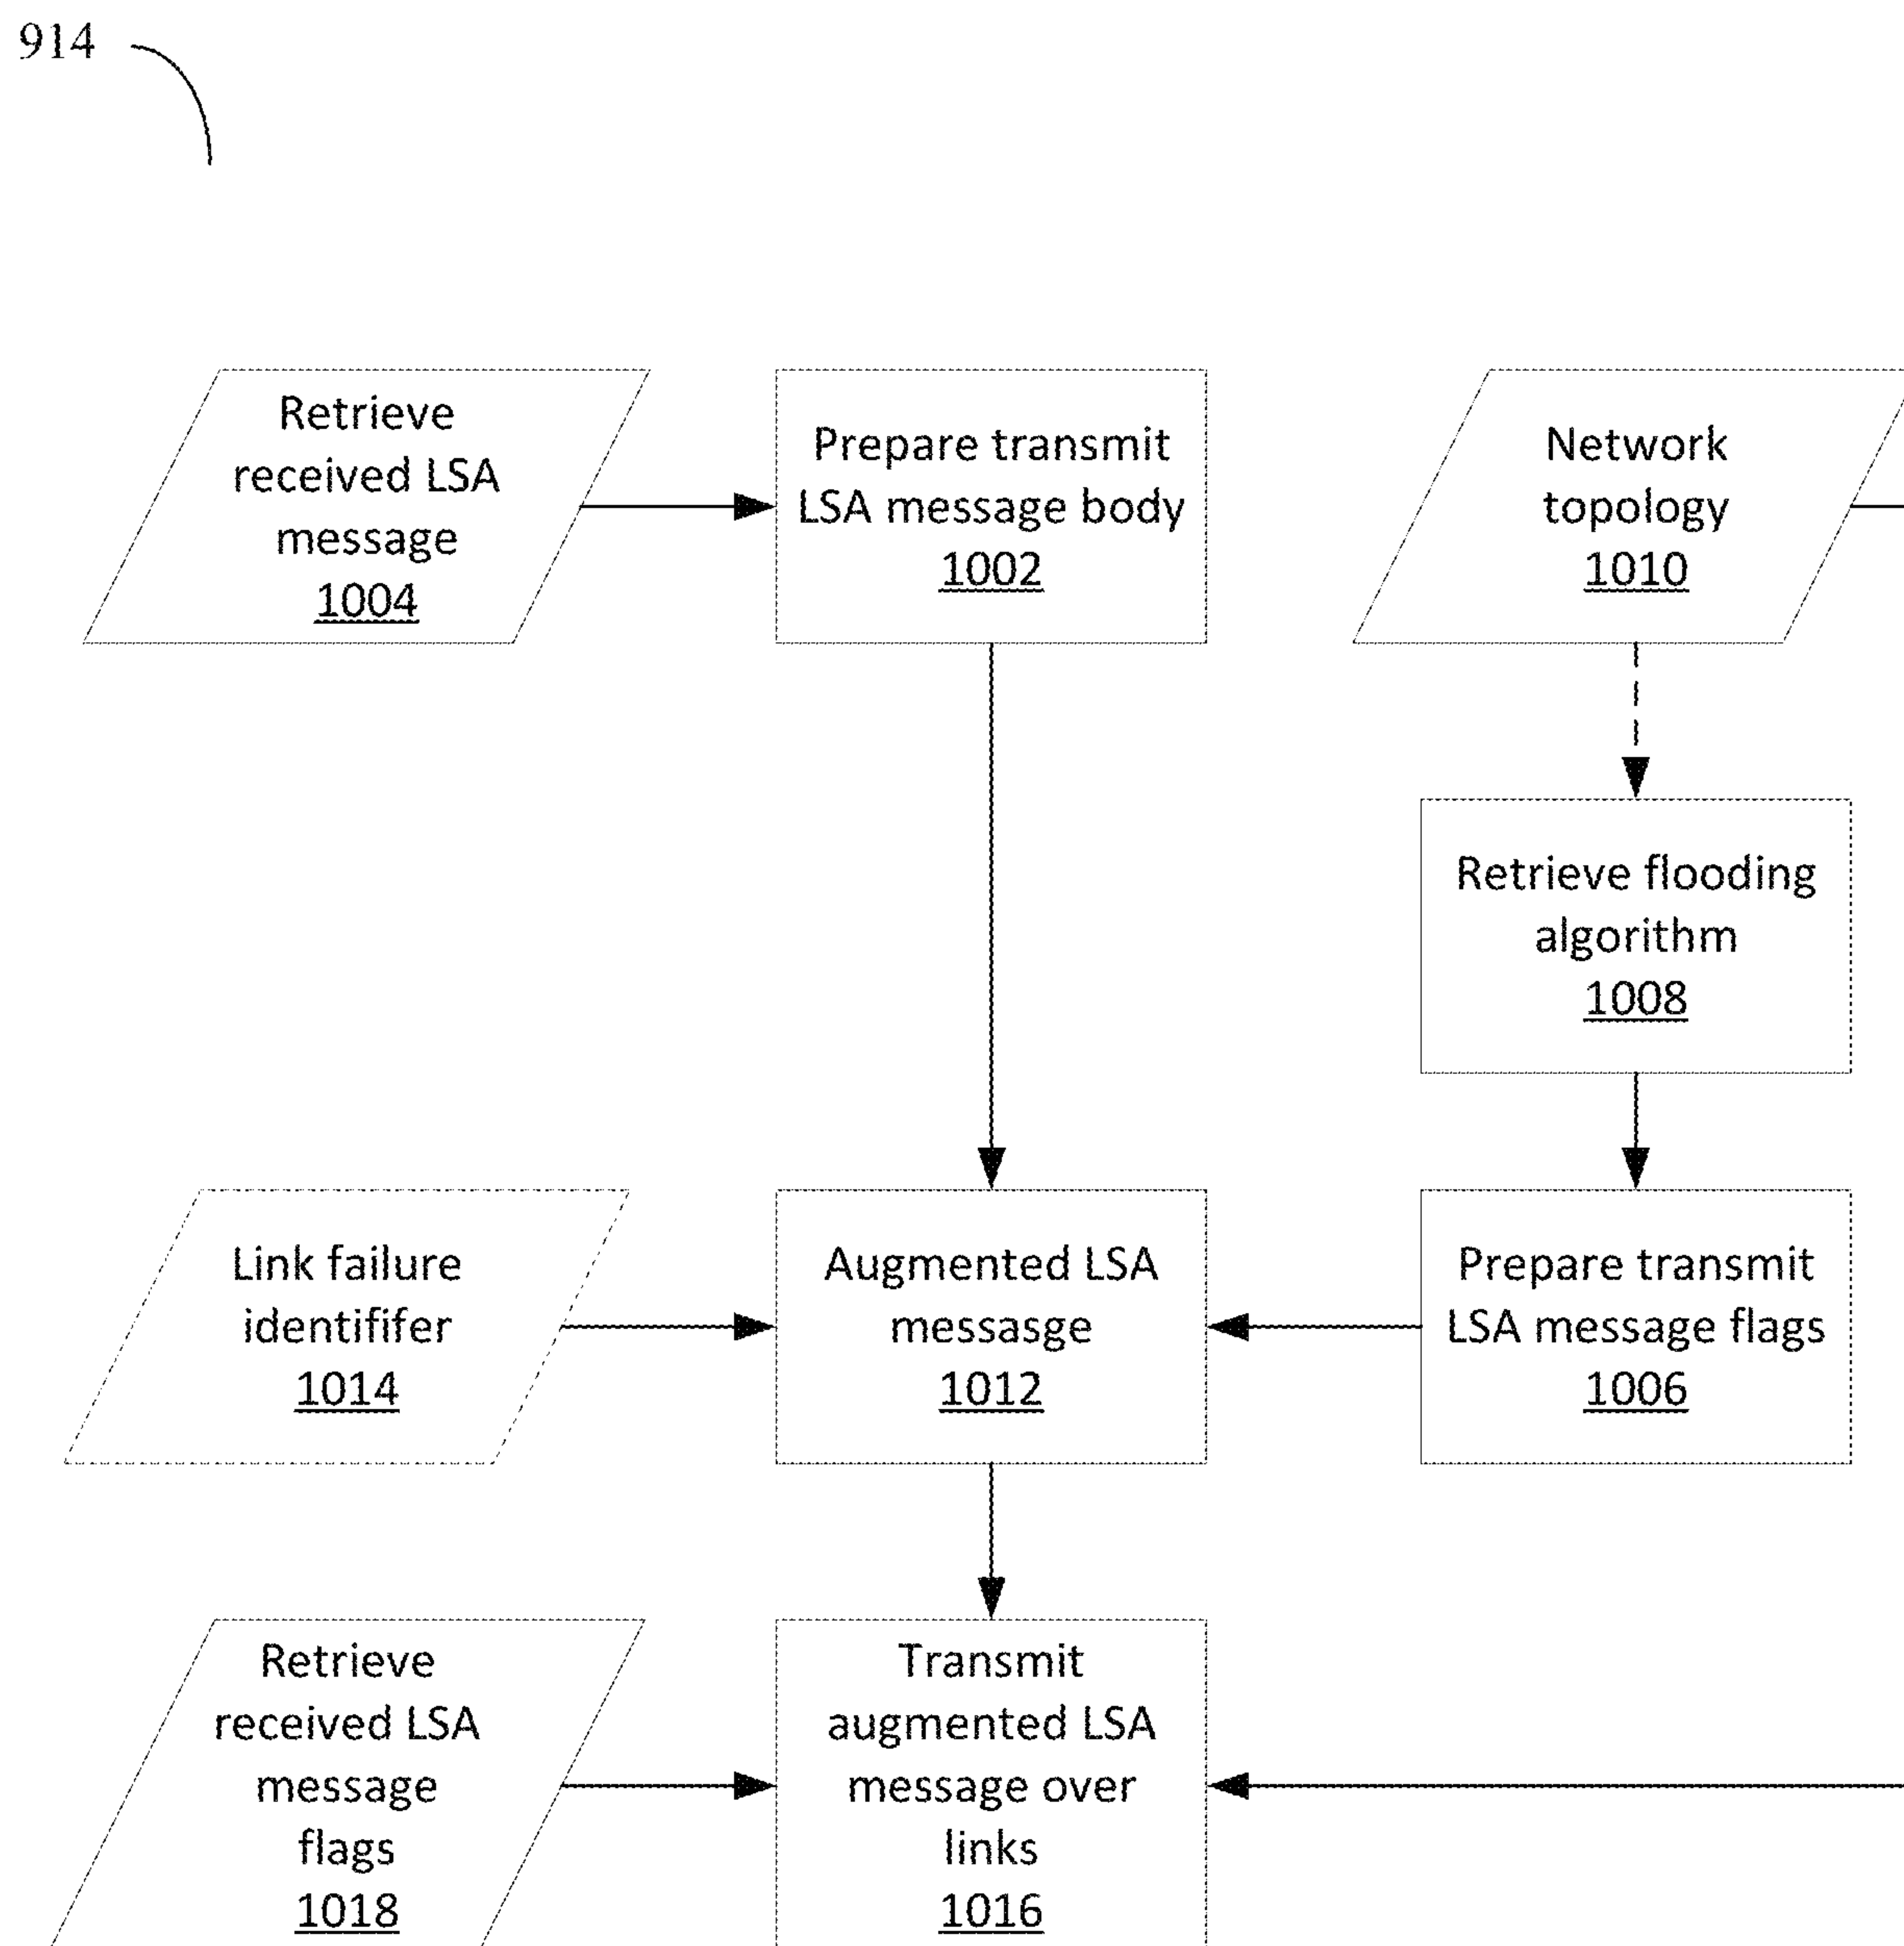 914
Retrieve
received LSA
message
1004
Prepare transmit
LSA message body
1002
Network
topology
1010
Retrieve flooding
algorithm
1008
Link failure
identififer
1014
Augmented LSA
messasge
1012
Prepare transmit
LSA message flags
1006
Retrieve
received LSA
message
flags
1018
Transmit
augmented LSA
message over
links
1016